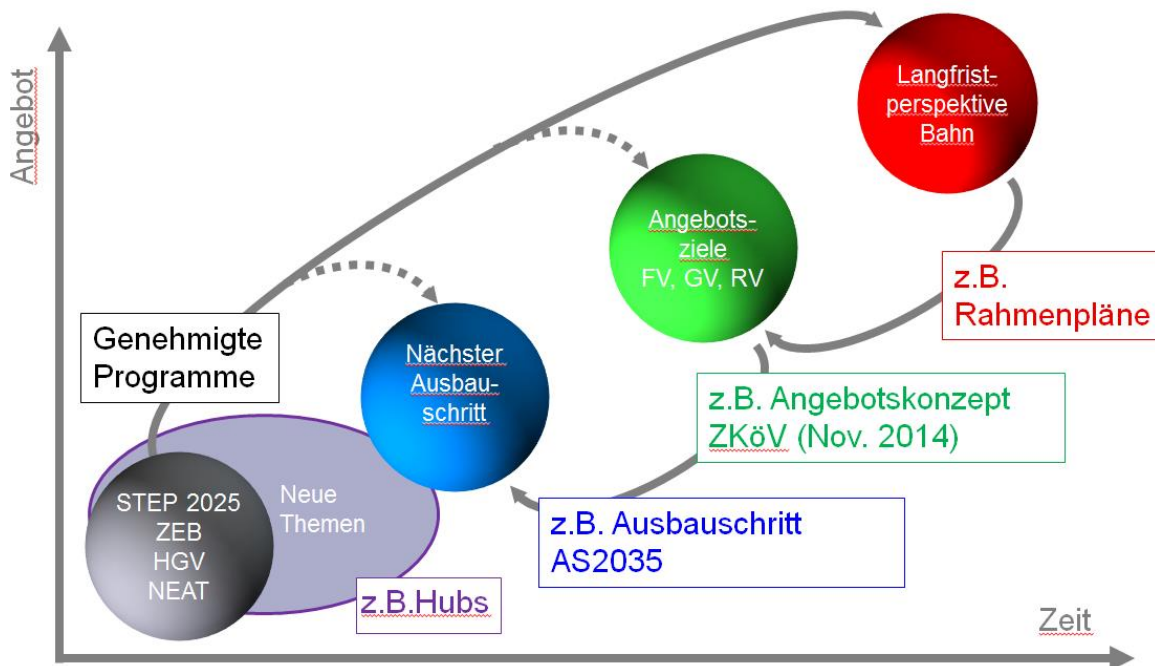 Angebot
Langfrist-
perspektive
Bahn
Angebots-
ziele
FV, GV, RV
z.B.
Rahmenpläne
Genehmigte
Programme
Nächster
Ausbau-
schritt
z.B. Angebotskonzept
ZKöV (Nov. 2014)
STEP 2025
ZEB
HGV
NEAT
Neue
Themen
z.B. Ausbauschritt
AS2035
z.B.Hubs
Zeit